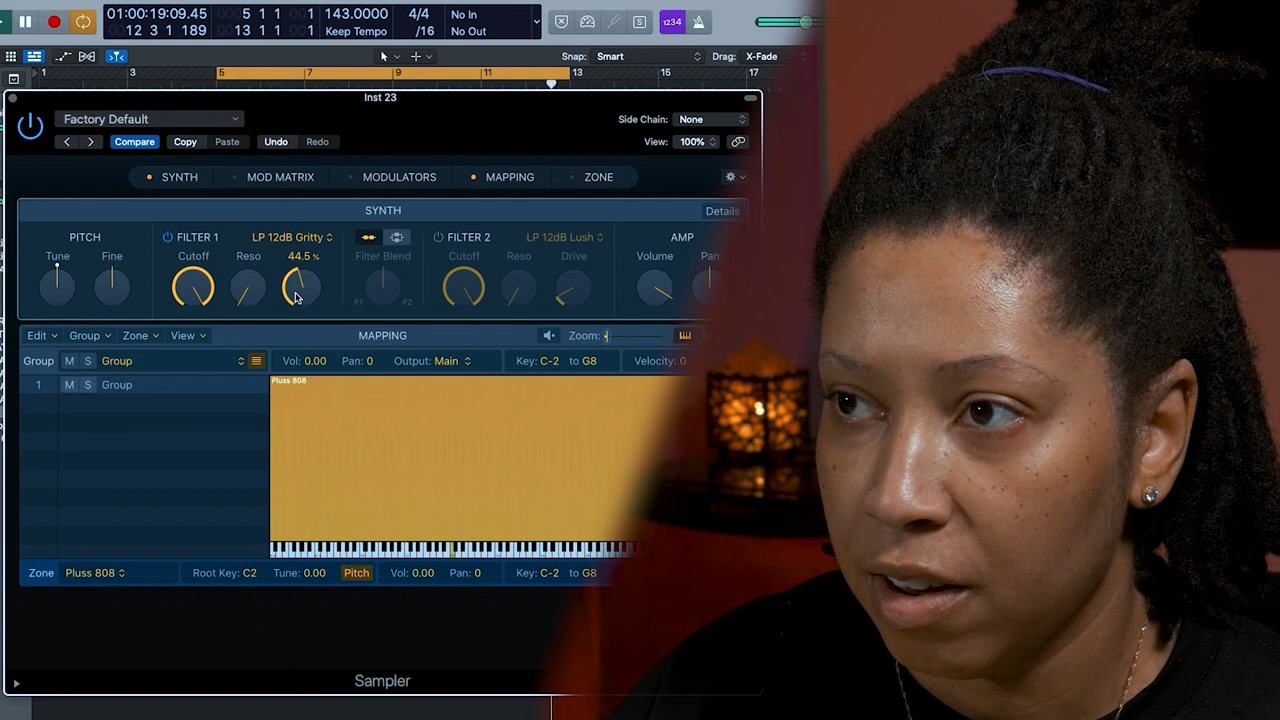 01:00:19:09.45
12 3 1 189
5 1 1
13 1 1
1
1
143.0000
Keep Tempo
4/4
/16
No In
No Out
S
1234
Snap: Smart
Drag: X-Fade
1 3 5 7 9 11 13 15 17
Inst 23
Factory Default
Side Chain: None
Compare Copy Paste Undo Redo
View: 100%
SYNTH MOD MATRIX MODULATORS MAPPING ZONE
SYNTH
Details
PITCH
FILTER 1
LP 12dB Gritty
FILTER 2
LP 12dB Lush
AMP
Tune Fine Cutoff Reso 44.5 % Filter Blend Cutoff Reso Drive Volume Pan
F1 F2
Edit Group Zone View
MAPPING
Zoom:
Group M S Group
Vol: 0.00 Pan: 0 Output: Main Key: C-2 to G8 Velocity: 0
1 M S Group
Pluss 808
Zone Pluss 808 Root Key: C2 Tune: 0.00 Pitch Vol: 0.00 Pan: 0 Key: C-2 to G8
Sampler